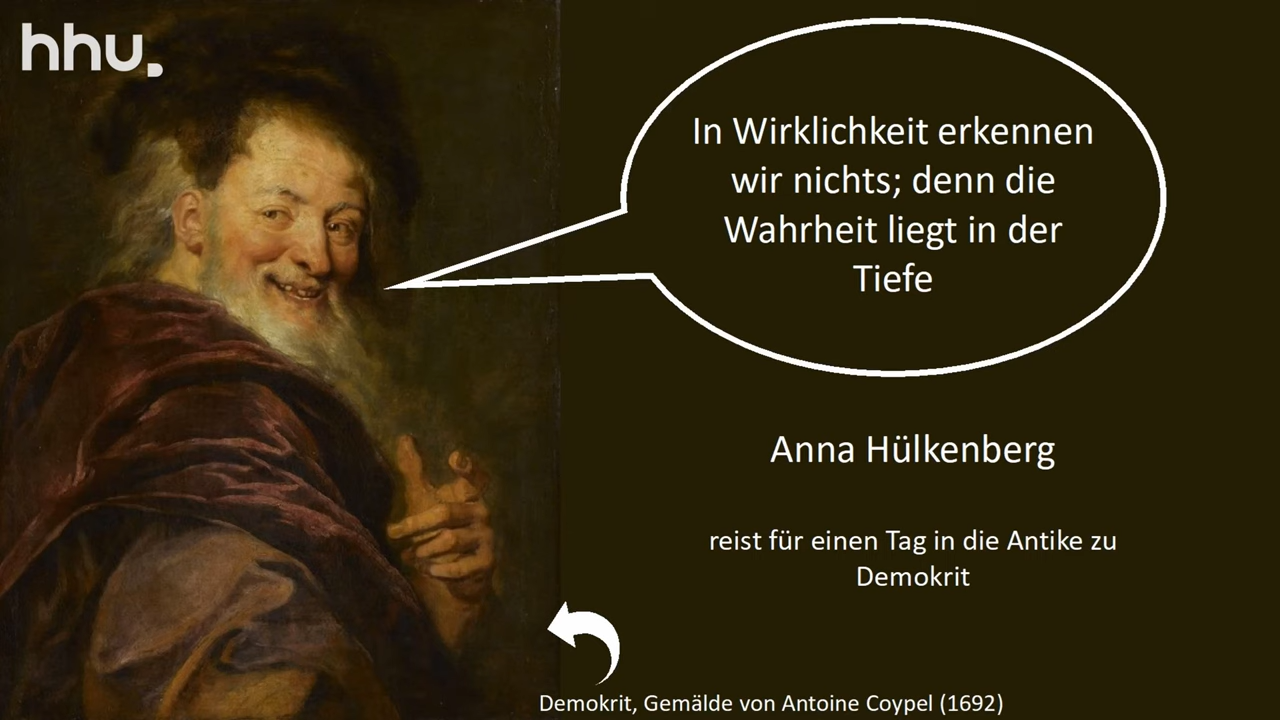 hhu.
In Wirklichkeit erkennen
wir nichts; denn die
Wahrheit liegt in der
Tiefe
Anna Hülkenberg
reist für einen Tag in die Antike zu
Demokrit
Demokrit, Gemälde von Antoine Coypel (1692)